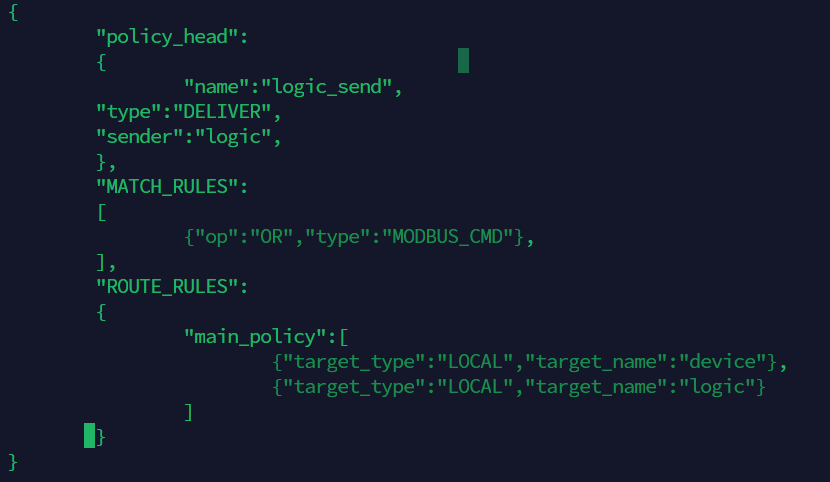 {
"policy_head":
{
"name":"logic_send",
"type":"DELIVER",
"sender":"logic",
},
"MATCH_RULES":
[
{"op":"OR","type":"MODBUS_CMD"},
],
"ROUTE_RULES":
{
"main_policy":[
{"target_type":"LOCAL","target_name":"device"},
{"target_type":"LOCAL","target_name":"logic"}
]
}
}